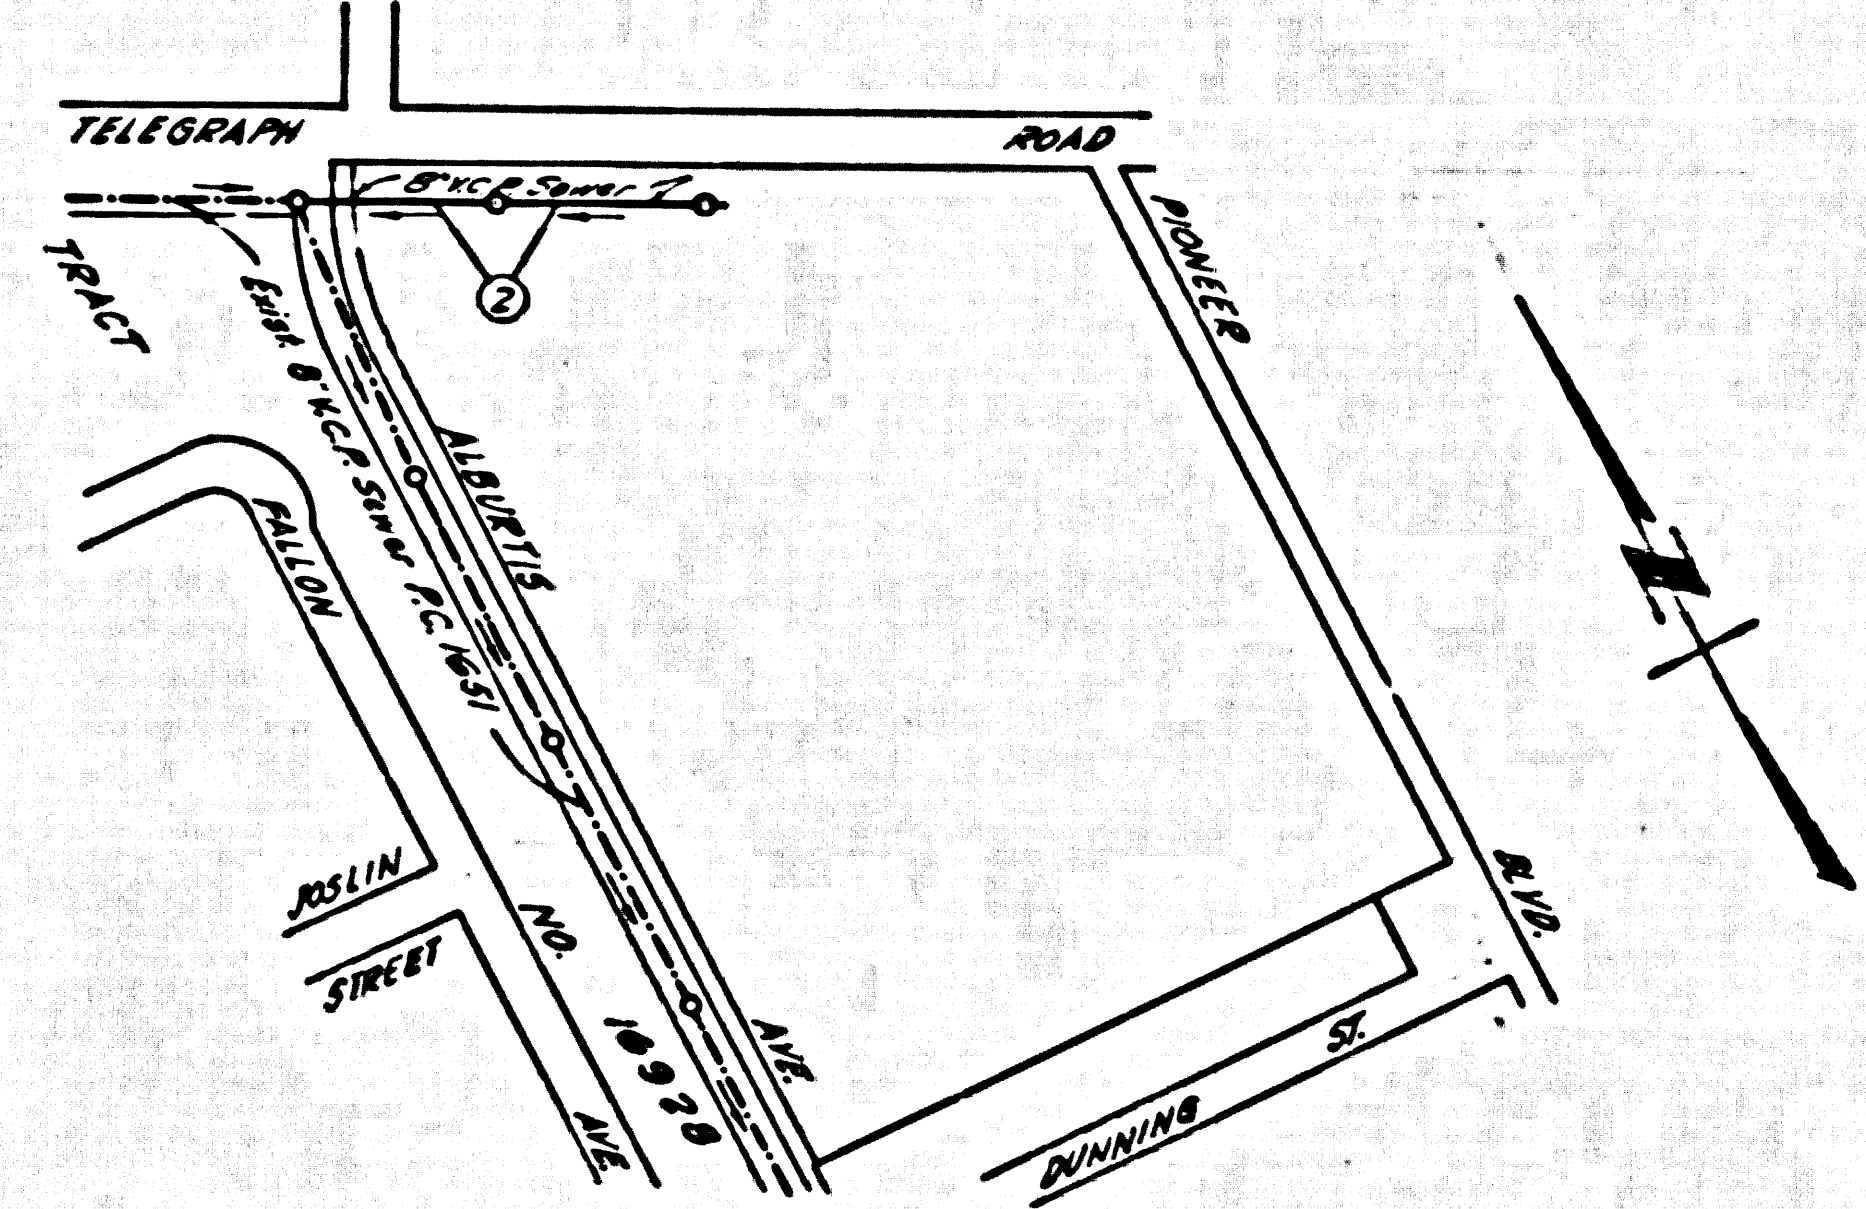 TELEGRAPH ROAD
8" V.C.P. Sewer
TRACT
PIONEER
2
Exist. 8" V.C.P. Sewer P.C. 1651
ALBURTIS
FALLON
N
JOSLIN
STREET
NO.
BLVD.
16928
AVE.
ST.
DUNNING
AVE.